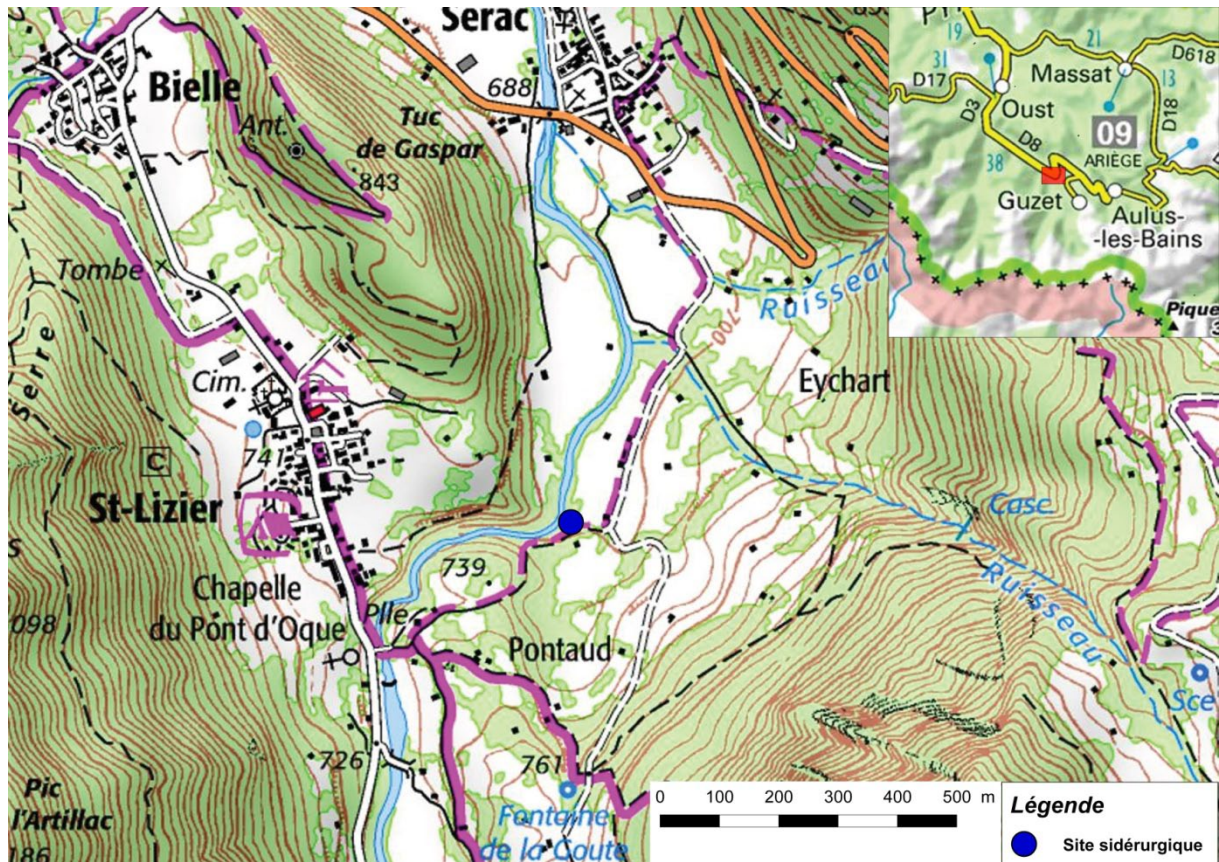 Serac
688
Bielle
Ant.
Tuc
de Gaspar
843
Tombe
Serre
Ruisseau
700
Eychart
Cim.
741
C
St-Lizier
Casc.
Ruisseau
739
Chapelle
du Pont d'Oque
Plle
Pontaud
098
Sce
726
761
Pic
l'Artillac
186
Fontaine
de la Goute
19
21
31
Massat
D618
D17
13
Oust
D3
D18
09
D8
ARIÈGE
38
Guzet
Aulus-
-les-Bains
Pique
3
0 100 200 300 400 500 m
Légende
Site sidérurgique